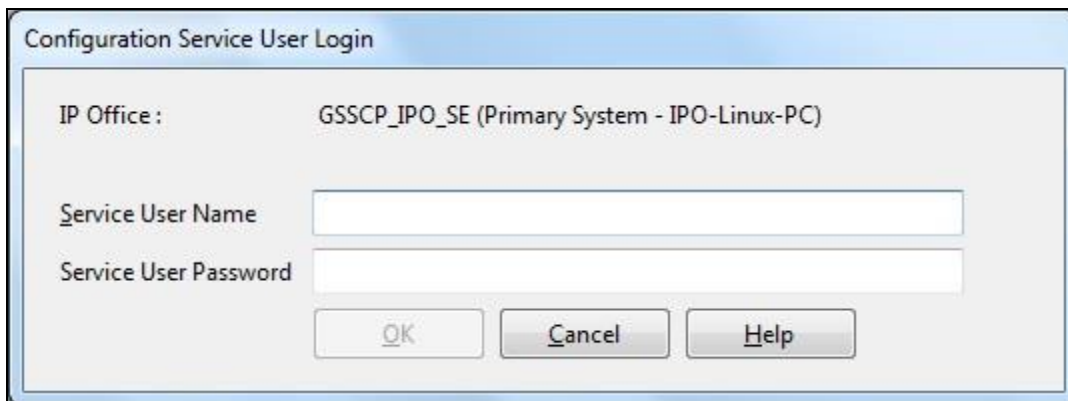 Configuration Service User Login
IP Office : GSSCP_IPO_SE (Primary System - IPO-Linux-PC)
Service User Name
Service User Password
OK Cancel Help